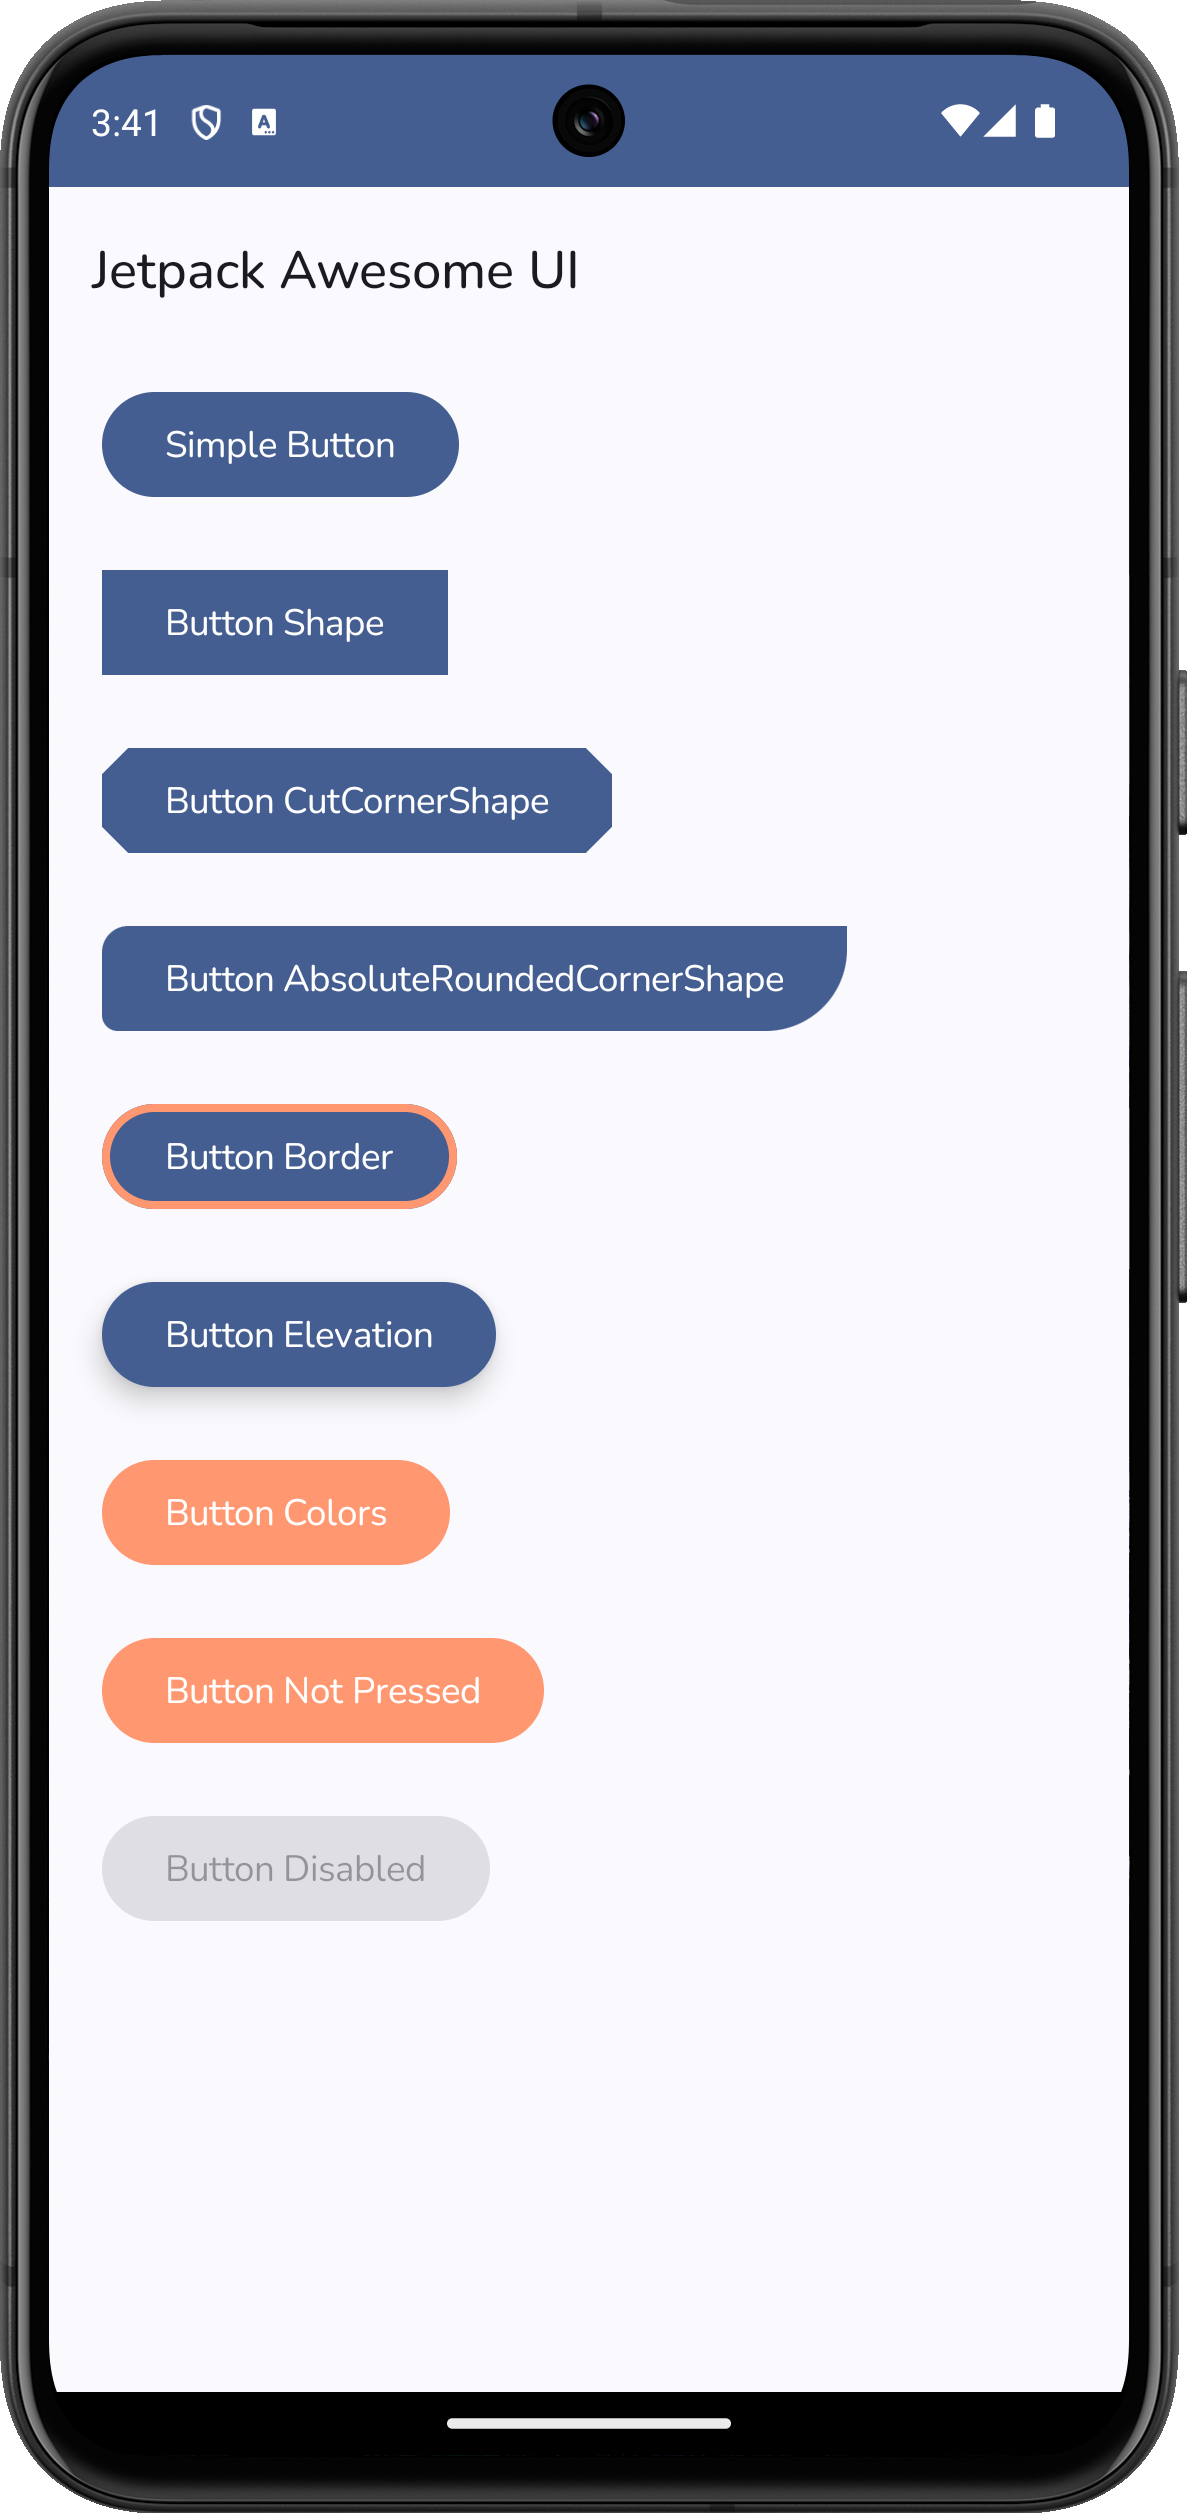 3:41
A
Jetpack Awesome UI
Simple Button
Button Shape
Button CutCornerShape
Button AbsoluteRoundedCornerShape
Button Border
Button Elevation
Button Colors
Button Not Pressed
Button Disabled